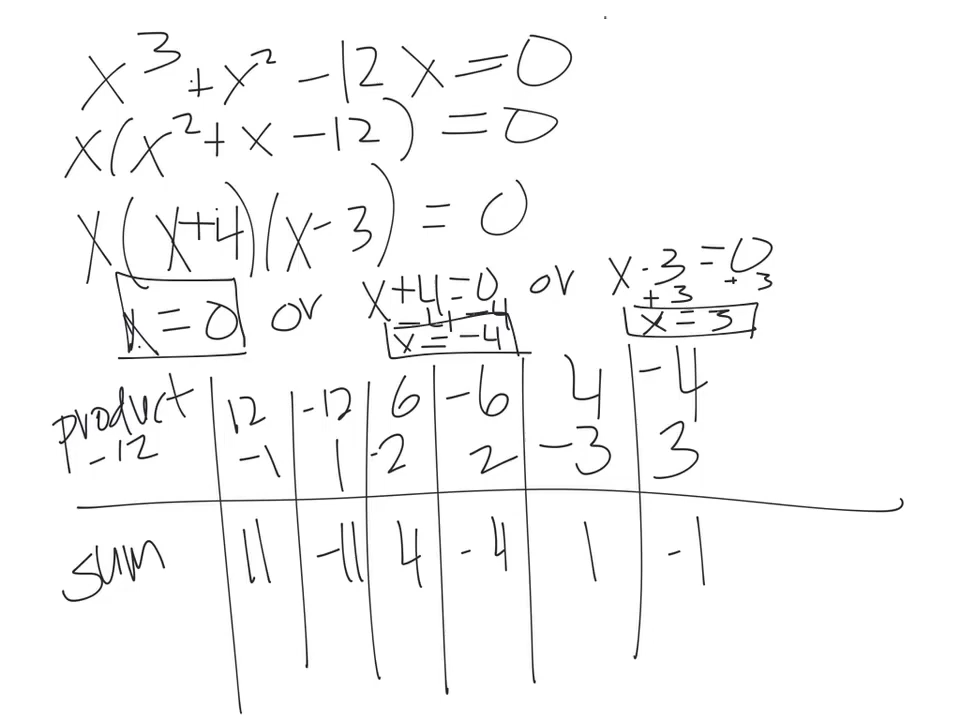 x³ + x² - 12x = 0
x(x² + x - 12) = 0
x(x+4)(x-3) = 0
x = 0 or x+4=0 or x-3=0
-4 -4 +3 +3
x = -4 x = 3
product 12 -12 6 -6 4 -4
-12 -1 1 -2 2 -3 3
sum 11 -11 4 -4 1 -1